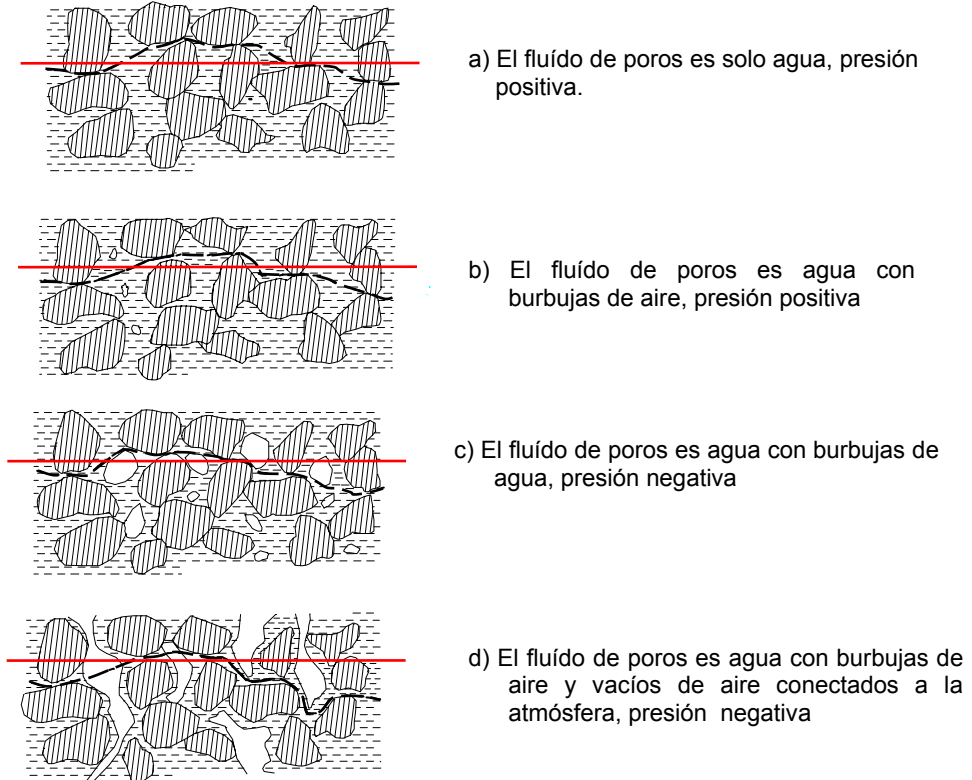 a) El fluído de poros es solo agua, presión
positiva.
b) El fluído de poros es agua con
burbujas de aire, presión positiva
c) El fluído de poros es agua con burbujas de
agua, presión negativa
d) El fluído de poros es agua con burbujas de
aire y vacíos de aire conectados a la
atmósfera, presión negativa